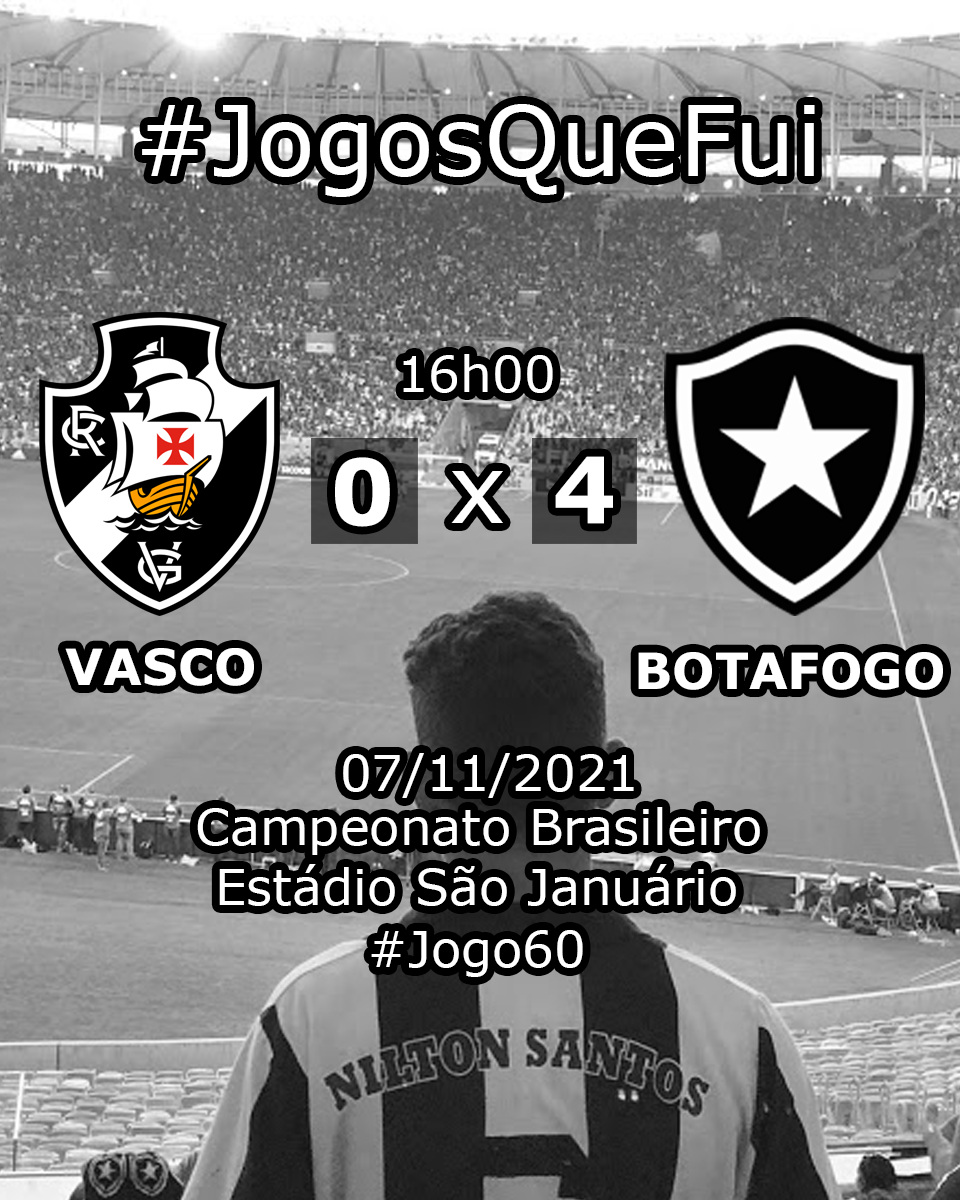 #JogosQueFui
16h00
0 x 4
VASCO
BOTAFOGO
07/11/2021
Campeonato Brasileiro
Estádio São Januário
#Jogo60
NILTON SANTOS